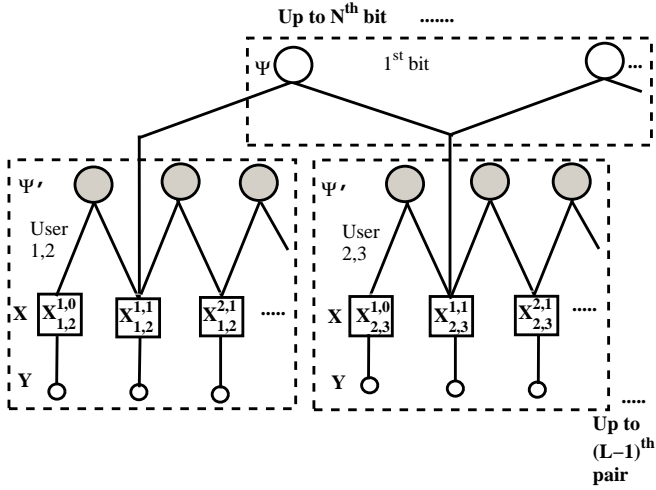 Up to N^th bit .......
Ψ 1^st bit ...
Ψ′ Ψ′
User 1,2 User 2,3
X X^{1,0}_{1,2} X^{1,1}_{1,2} X^{2,1}_{1,2} ..... X X^{1,0}_{2,3} X^{1,1}_{2,3} X^{2,1}_{2,3} .....
Y Y
.....
Up to
(L−1)^th
pair